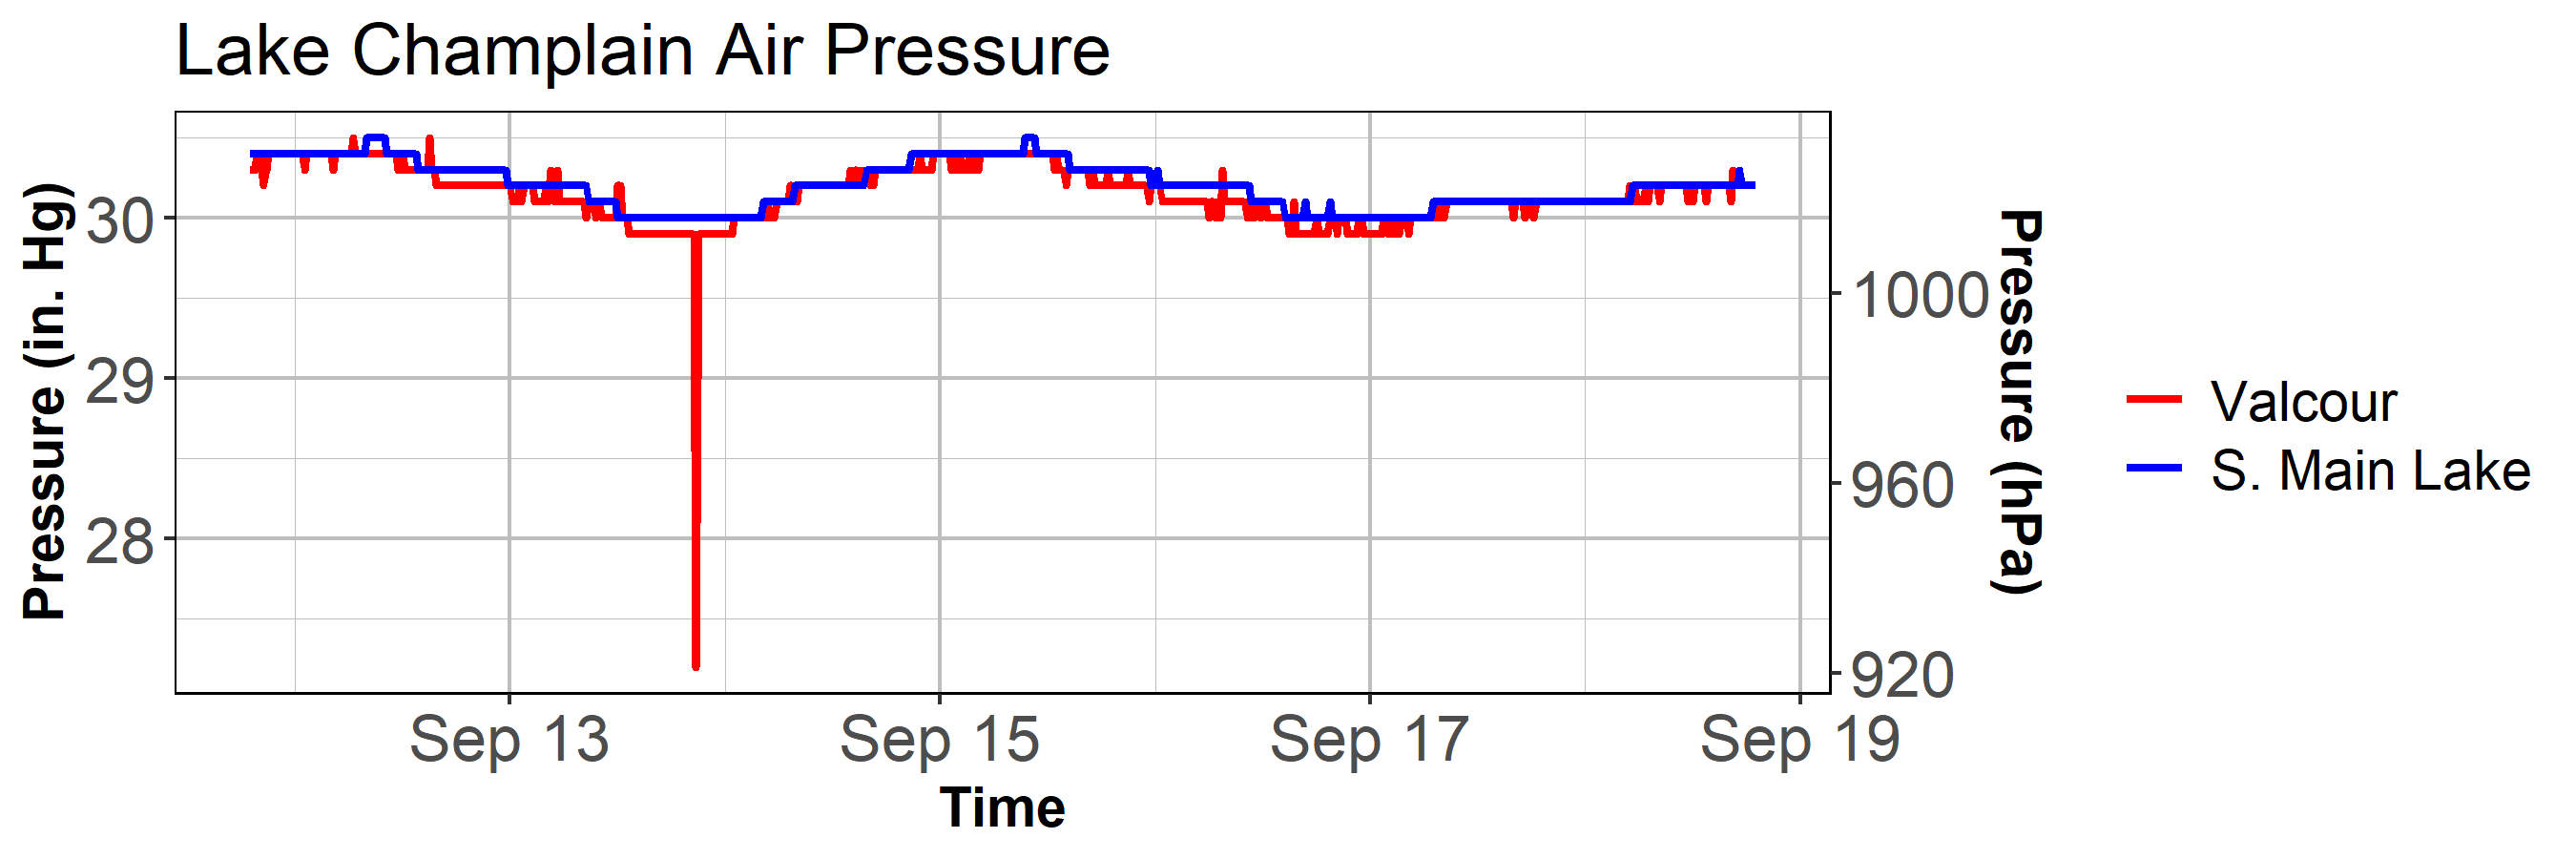 Lake Champlain Air Pressure
Pressure (in. Hg)
30
29
28
1000
960
920
Pressure (hPa)
Valcour
S. Main Lake
Sep 13
Sep 15
Sep 17
Sep 19
Time